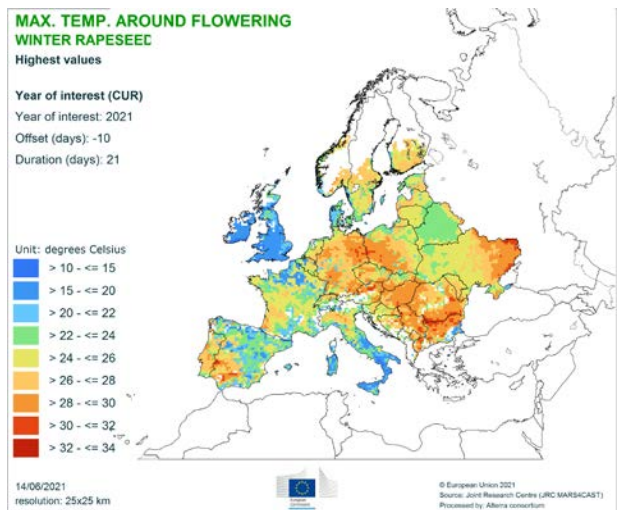 MAX. TEMP. AROUND FLOWERING
WINTER RAPESEED
Highest values
Year of interest (CUR)
Year of interest: 2021
Offset (days): -10
Duration (days): 21
Unit: degrees Celsius
> 10 - <= 15
> 15 - <= 20
> 20 - <= 22
> 22 - <= 24
> 24 - <= 26
> 26 - <= 28
> 28 - <= 30
> 30 - <= 32
> 32 - <= 34
14/06/2021
resolution: 25x25 km
© European Union 2021
Source: Joint Research Centre (JRC MARS4CAST)
Processed by: Alterra consortium